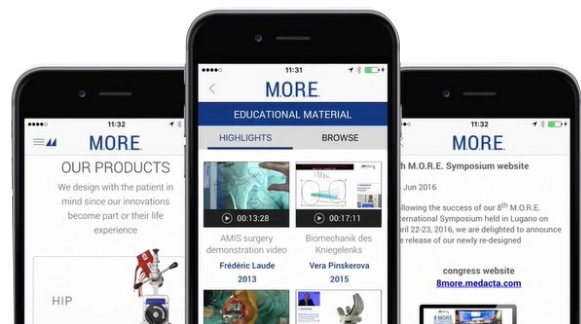 11:32
MORE
OUR PRODUCTS
We design with the patient in
mind since our innovations
become part or their life
experience
HIP
11:31
MORE
EDUCATIONAL MATERIAL
HIGHLIGHTS BROWSE
00:13:28
00:17:11
AMIS surgery
demonstration video
Frédéric Laude
2013
Biomechanik des
Kniegelenks
Vera Pinskerova
2015
11:32
MORE
h M.O.R.E. Symposium website
Jun 2016
llowing the success of our 8th M.O.R.E.
ernational Symposium held in Lugano on
ril 22-23, 2016, we are delighted to announce
e release of our newly re-designed
congress website
8more.medacta.com